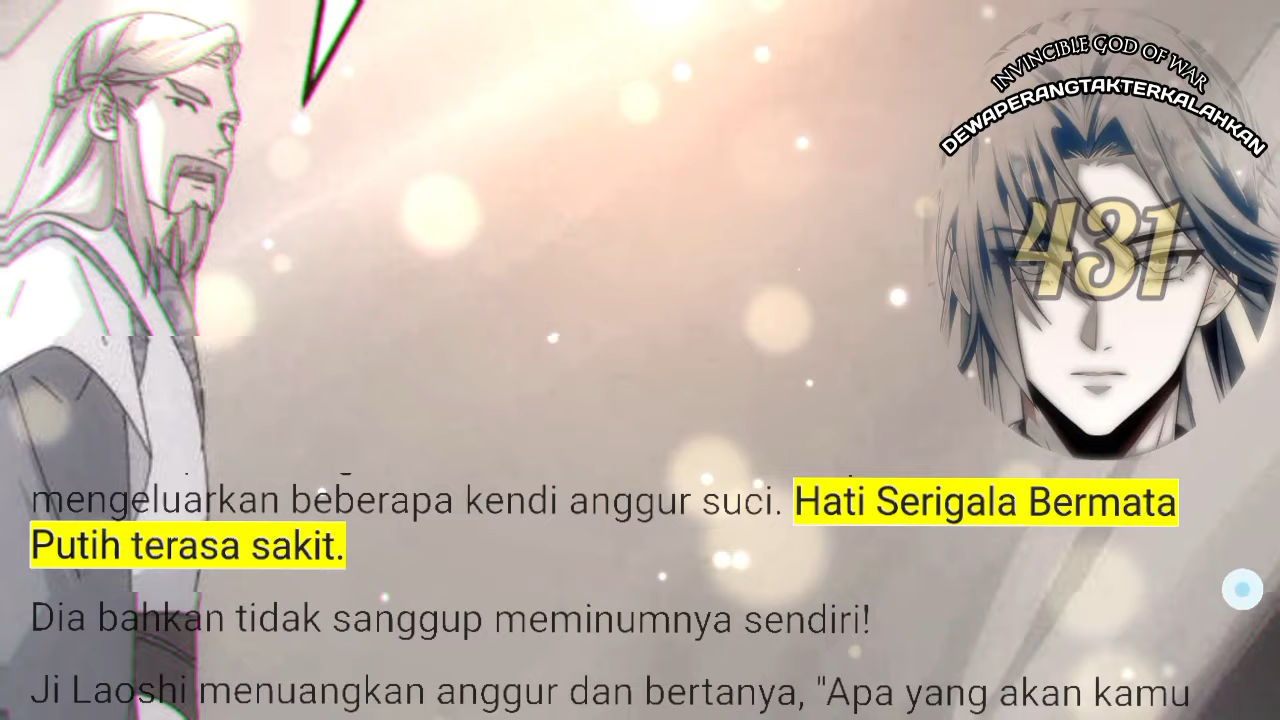 INVINCIBLE GOD OF WAR
DEWAPERANGTAKTERKALAHKAN
431
mengeluarkan beberapa kendi anggur suci. Hati Serigala Bermata
Putih terasa sakit.
Dia bahkan tidak sanggup meminumnya sendiri!
Ji Laoshi menuangkan anggur dan bertanya, "Apa yang akan kamu